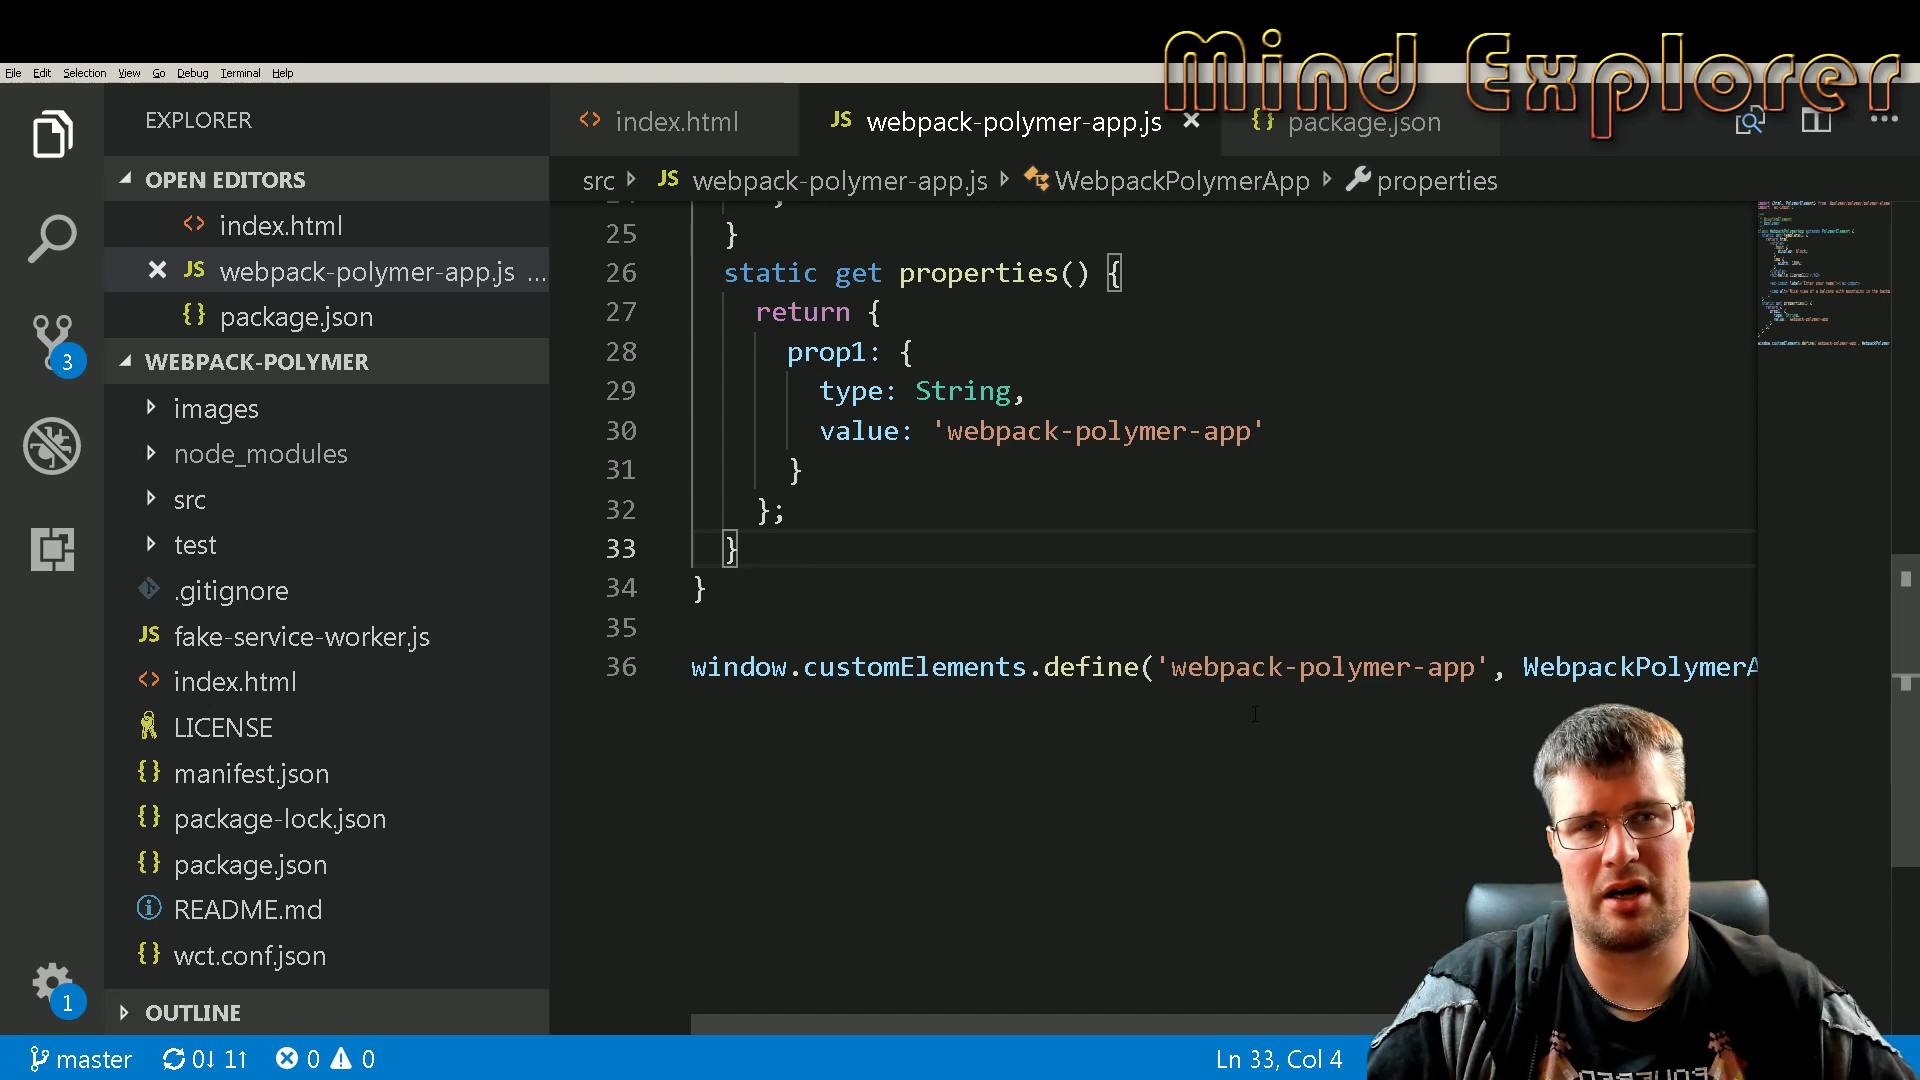 Mind Explorer
File Edit Selection View Go Debug Terminal Help
EXPLORER
index.html
JS webpack-polymer-app.js
{} package.json
OPEN EDITORS
index.html
JS webpack-polymer-app.js ...
{} package.json
src JS webpack-polymer-app.js WebpackPolymerApp properties
WEBPACK-POLYMER
images
node_modules
src
test
.gitignore
JS fake-service-worker.js
index.html
LICENSE
{} manifest.json
{} package-lock.json
{} package.json
README.md
{} wct.conf.json
OUTLINE
3
1
25 }
26 static get properties() {
27 return {
28 prop1: {
29 type: String,
30 value: 'webpack-polymer-app'
31 }
32 };
33 }
34 }
35
36 window.customElements.define('webpack-polymer-app', WebpackPolymerA
master 0↓ 1↑ 0 0
Ln 33, Col 4